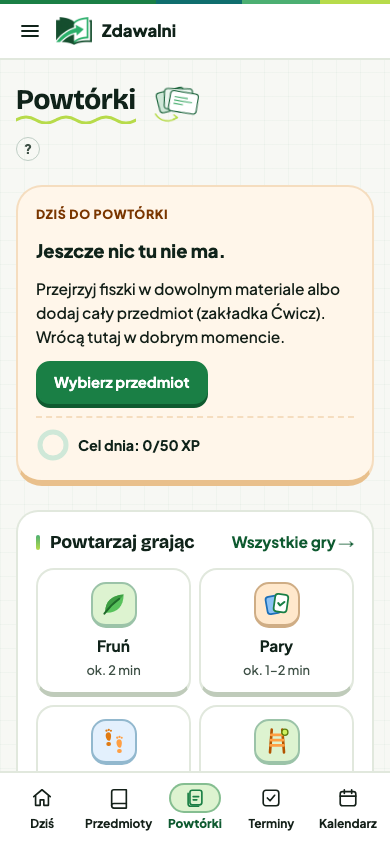 Zdawalni
Powtórki
?
DZIŚ DO POWTÓRKI
Jeszcze nic tu nie ma.
Przejrzyj fiszki w dowolnym materiale albo
dodaj cały przedmiot (zakładka Ćwicz).
Wrócą tutaj w dobrym momencie.
Wybierz przedmiot
Cel dnia: 0/50 XP
Powtarzaj grając
Wszystkie gry →
Fruń
Pary
ok. 2 min
ok. 1–2 min
Dziś
Przedmioty
Powtórki
Terminy
Kalendarz